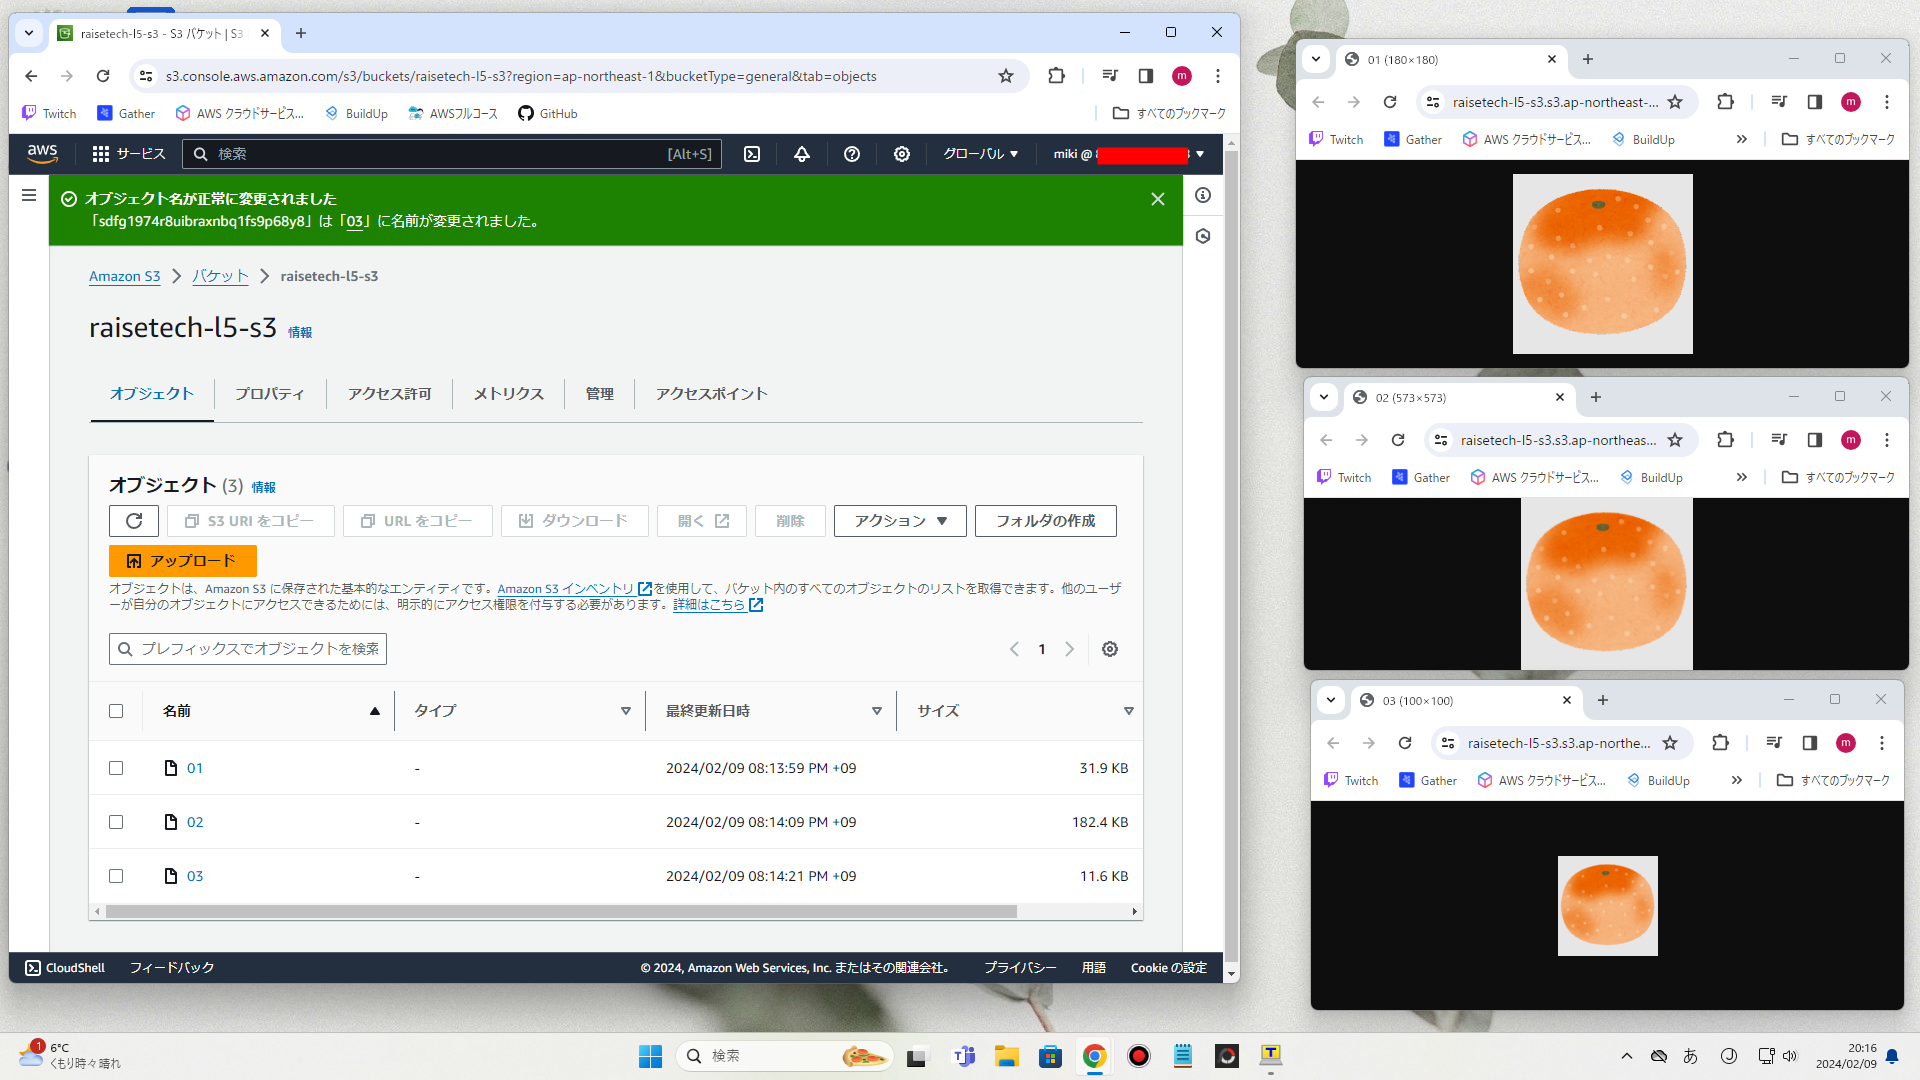 raisetech-l5-s3 - S3 バケット | S3
s3.console.aws.amazon.com/s3/buckets/raisetech-l5-s3?region=ap-northeast-1&bucketType=general&tab=objects
m
Twitch
Gather
AWS クラウドサービス...
BuildUp
AWSフルコース
GitHub
すべてのブックマーク
aws
サービス
検索
[Alt+S]
グローバル
miki @
オブジェクト名が正常に変更されました
「sdfg1974r8uibraxnbq1fs9p68y8」は「03」に名前が変更されました。
Amazon S3
バケット
raisetech-l5-s3
raisetech-l5-s3 情報
オブジェクト
プロパティ
アクセス許可
メトリクス
管理
アクセスポイント
オブジェクト (3) 情報
S3 URI をコピー
URL をコピー
ダウンロード
開く
削除
アクション
フォルダの作成
アップロード
オブジェクトは、Amazon S3 に保存された基本的なエンティティです。Amazon S3 インベントリ を使用して、バケット内のすべてのオブジェクトのリストを取得できます。他のユーザ
ーが自分のオブジェクトにアクセスできるためには、明示的にアクセス権限を付与する必要があります。詳細はこちら
プレフィックスでオブジェクトを検索
1
名前
タイプ
最終更新日時
サイズ
01 - 2024/02/09 08:13:59 PM +09 31.9 KB
02 - 2024/02/09 08:14:09 PM +09 182.4 KB
03 - 2024/02/09 08:14:21 PM +09 11.6 KB
CloudShell
フィードバック
© 2024, Amazon Web Services, Inc. またはその関連会社。
プライバシー
用語
Cookie の設定
01 (180×180)
raisetech-l5-s3.s3.ap-northeast-...
m
Twitch
Gather
AWS クラウドサービス...
BuildUp
すべてのブックマーク
02 (573×573)
raisetech-l5-s3.s3.ap-northeas...
m
Twitch
Gather
AWS クラウドサービス...
BuildUp
すべてのブックマーク
03 (100×100)
raisetech-l5-s3.s3.ap-northe...
m
Twitch
Gather
AWS クラウドサービス...
BuildUp
すべてのブックマーク
1
6°C
くもり時々晴れ
検索
あ
20:16
2024/02/09